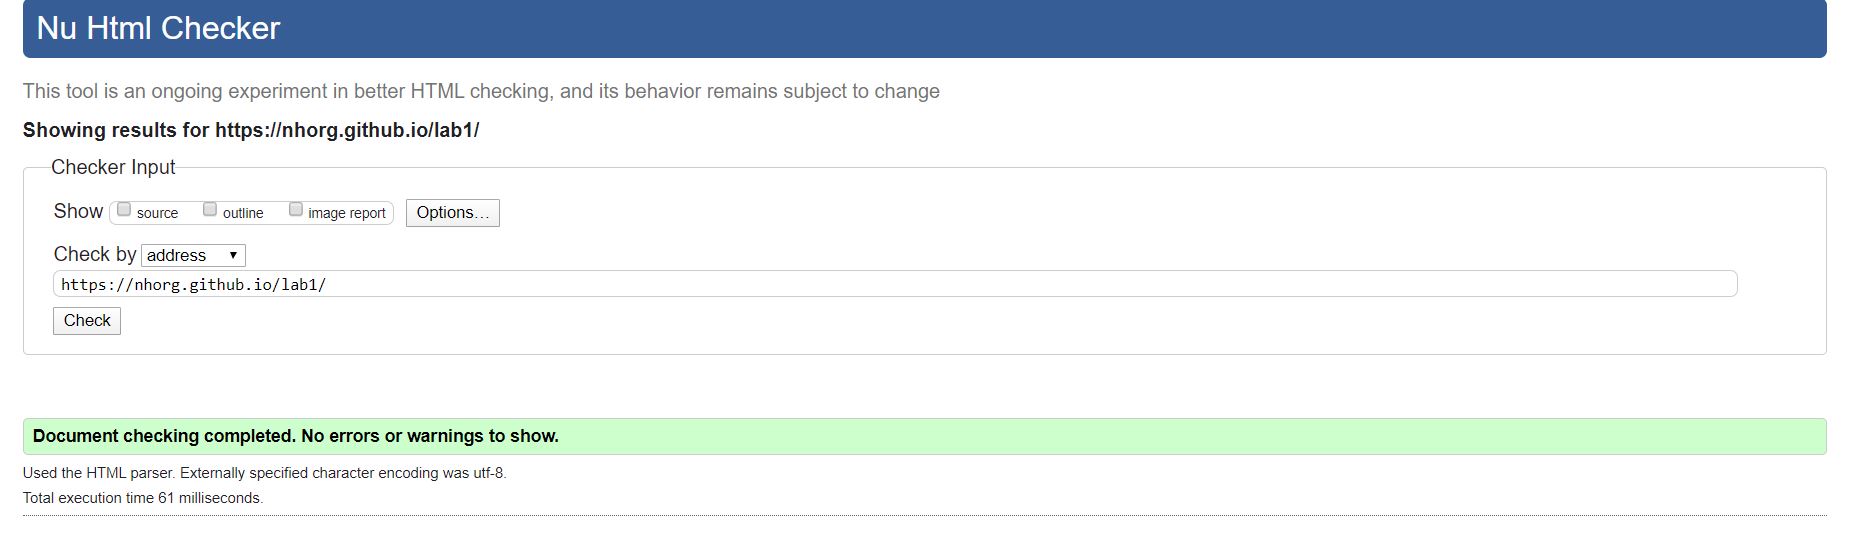 Nu Html Checker
This tool is an ongoing experiment in better HTML checking, and its behavior remains subject to change
Showing results for https://nhorg.github.io/lab1/
Checker Input
Show source outline image report Options...
Check by address
https://nhorg.github.io/lab1/
Check
Document checking completed. No errors or warnings to show.
Used the HTML parser. Externally specified character encoding was utf-8.
Total execution time 61 milliseconds.